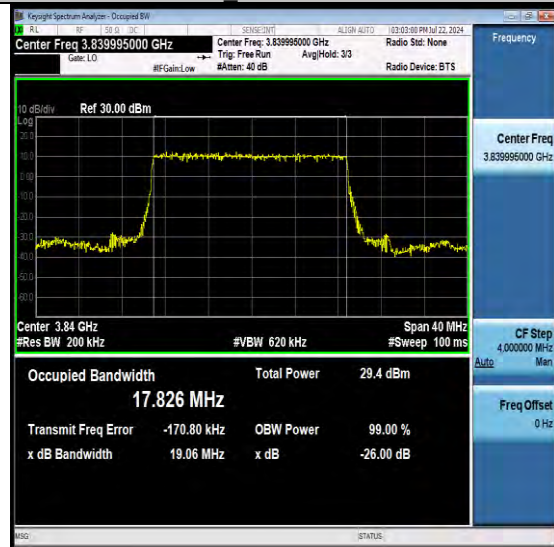 Keysight Spectrum Analyzer - Occupied BW
RL RF 50 Ω DC SENSE:INT ALIGN AUTO 03:03:00 PM Jul 22, 2024
Center Freq 3.839995000 GHz
Center Freq: 3.839995000 GHz
Radio Std: None
Gate: LO
Trig: Free Run Avg|Hold: 3/3
#IFGain:Low
#Atten: 40 dB
Radio Device: BTS
10 dB/div Ref 30.00 dBm
Log
20.0
10.0
0.00
-10.0
-20.0
-30.0
-40.0
-50.0
-60.0
Center 3.84 GHz
Span 40 MHz
#Res BW 200 kHz
#VBW 620 kHz
#Sweep 100 ms
Occupied Bandwidth
Total Power 29.4 dBm
17.826 MHz
Transmit Freq Error -170.80 kHz
OBW Power 99.00 %
x dB Bandwidth 19.06 MHz
x dB -26.00 dB
Frequency
Center Freq
3.839995000 GHz
CF Step
4.000000 MHz
Auto Man
Freq Offset
0 Hz
MSG STATUS